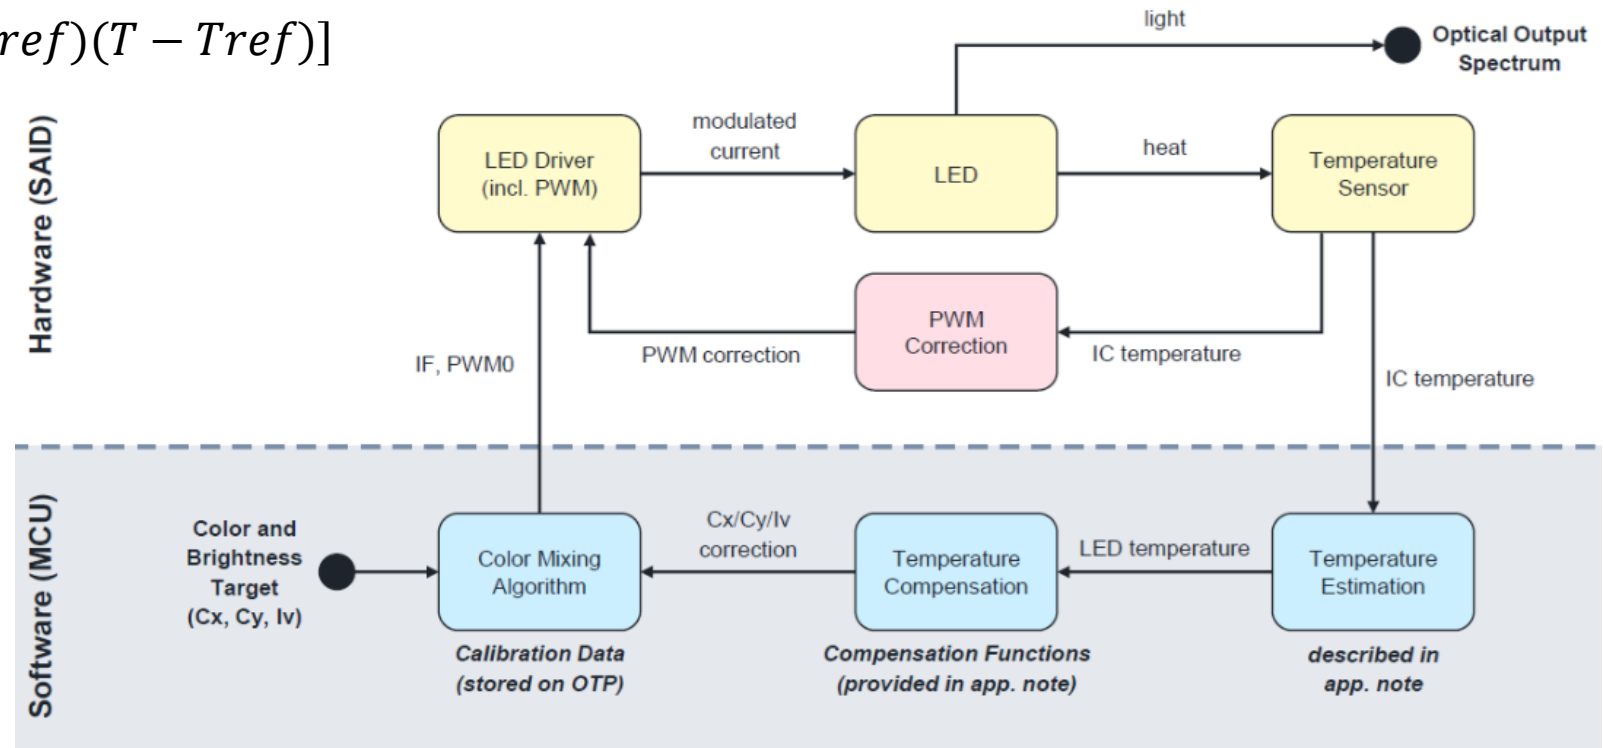 ref)(T − Tref)]
light
Optical Output
Spectrum
Hardware (SAID)
LED Driver
(incl. PWM)
modulated
current
LED
heat
Temperature
Sensor
PWM
Correction
PWM correction
IC temperature
IF, PWM0
IC temperature
Software (MCU)
Color and
Brightness
Target
(Cx, Cy, Iv)
Color Mixing
Algorithm
Cx/Cy/Iv
correction
Temperature
Compensation
LED temperature
Temperature
Estimation
Calibration Data
(stored on OTP)
Compensation Functions
(provided in app. note)
described in
app. note